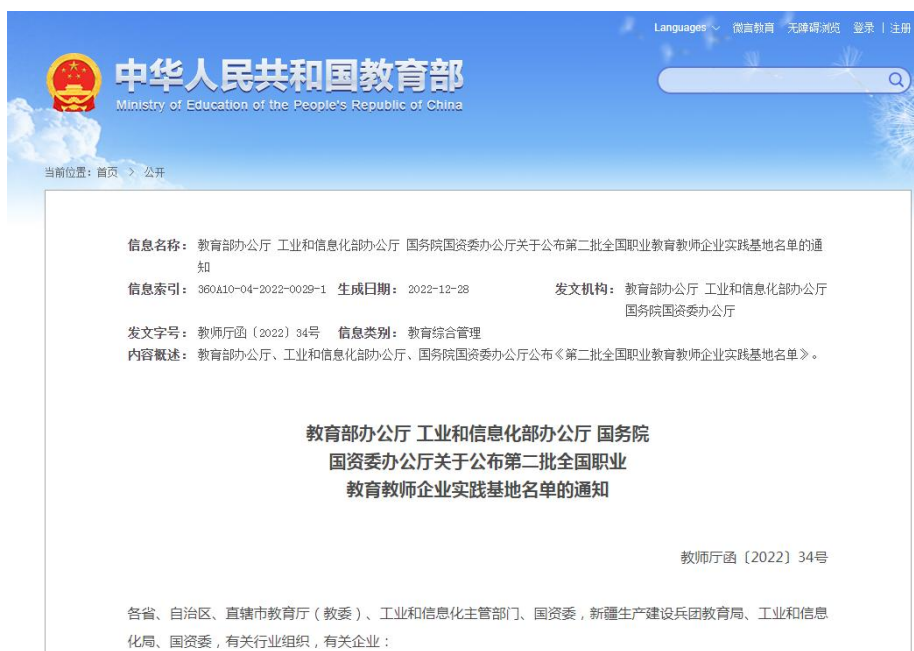 Languages 微言教育 无障碍浏览 登录 | 注册
中华人民共和国教育部
Ministry of Education of the People's Republic of China
当前位置：首页 > 公开
信息名称： 教育部办公厅 工业和信息化部办公厅 国务院国资委办公厅关于公布第二批全国职业教育教师企业实践基地名单的通
知
信息索引： 360A10-04-2022-0029-1 生成日期： 2022-12-28 发文机构： 教育部办公厅 工业和信息化部办公厅
国务院国资委办公厅
发文字号： 教师厅函〔2022〕34号 信息类别： 教育综合管理
内容概述： 教育部办公厅、工业和信息化部办公厅、国务院国资委办公厅公布《第二批全国职业教育教师企业实践基地名单》。
教育部办公厅 工业和信息化部办公厅 国务院
国资委办公厅关于公布第二批全国职业
教育教师企业实践基地名单的通知
教师厅函〔2022〕34号
各省、自治区、直辖市教育厅（教委）、工业和信息化主管部门、国资委，新疆生产建设兵团教育局、工业和信息
化局、国资委，有关行业组织，有关企业：